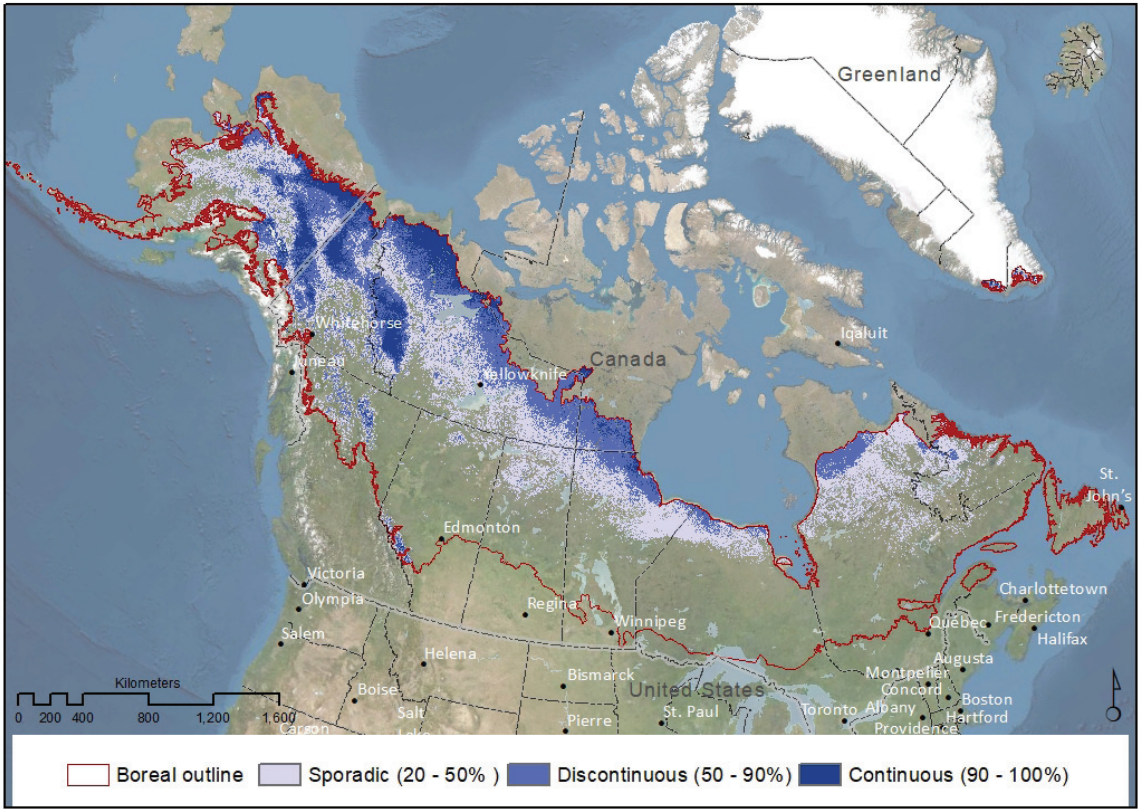 Greenland
Iqaluit
Canada
Whitehorse
Juneau
Yellowknife
St.
John's
Edmonton
Victoria
Olympia
Salem
Regina
Winnipeg
Charlottetown
Fredericton
Halifax
Québec
Helena
Boise
Bismarck
United States
St. Paul
Pierre
Salt
Lake
Carson
Augusta
Montpelier
Concord
Boston
Albany
Hartford
Toronto
Providence
Kilometers
0 200 400 800 1,200 1,600
Boreal outline
Sporadic (20 - 50% )
Discontinuous (50 - 90%)
Continuous (90 - 100%)